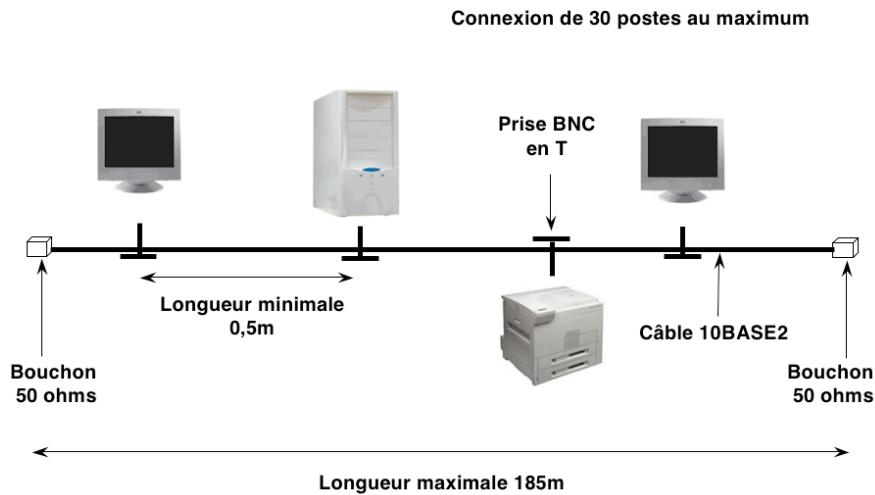 Connexion de 30 postes au maximum
Prise BNC
en T
Longueur minimale
0,5m
Câble 10BASE2
Bouchon
50 ohms
Bouchon
50 ohms
Longueur maximale 185m